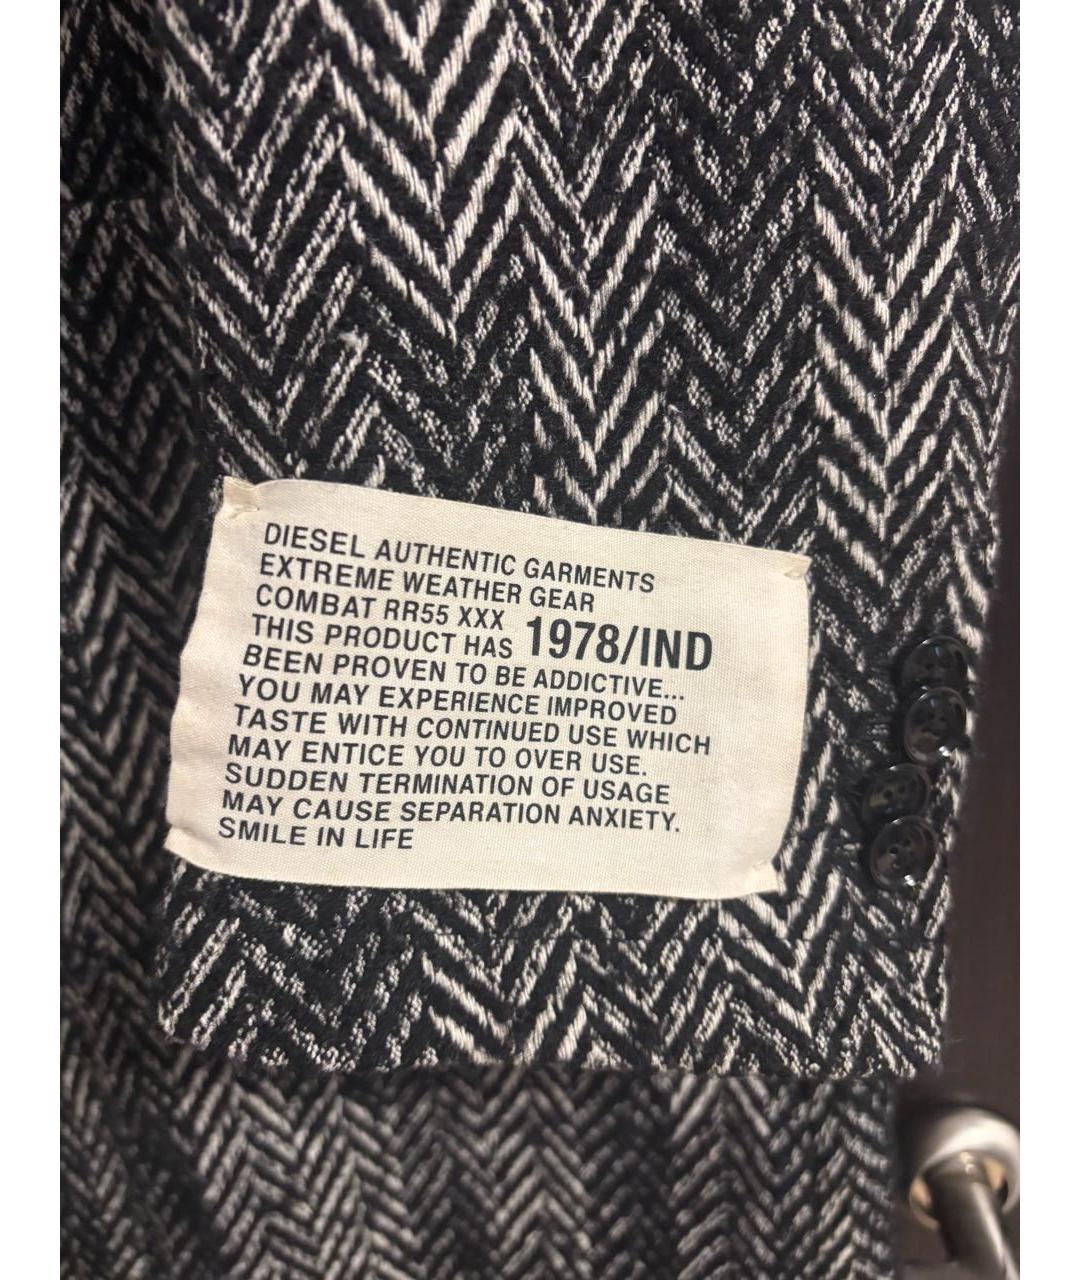 DIESEL AUTHENTIC GARMENTS
EXTREME WEATHER GEAR
COMBAT RR55 XXX
THIS PRODUCT HAS 1978/IND
BEEN PROVEN TO BE ADDICTIVE...
YOU MAY EXPERIENCE IMPROVED
TASTE WITH CONTINUED USE WHICH
MAY ENTICE YOU TO OVER USE.
SUDDEN TERMINATION OF USAGE
MAY CAUSE SEPARATION ANXIETY.
SMILE IN LIFE